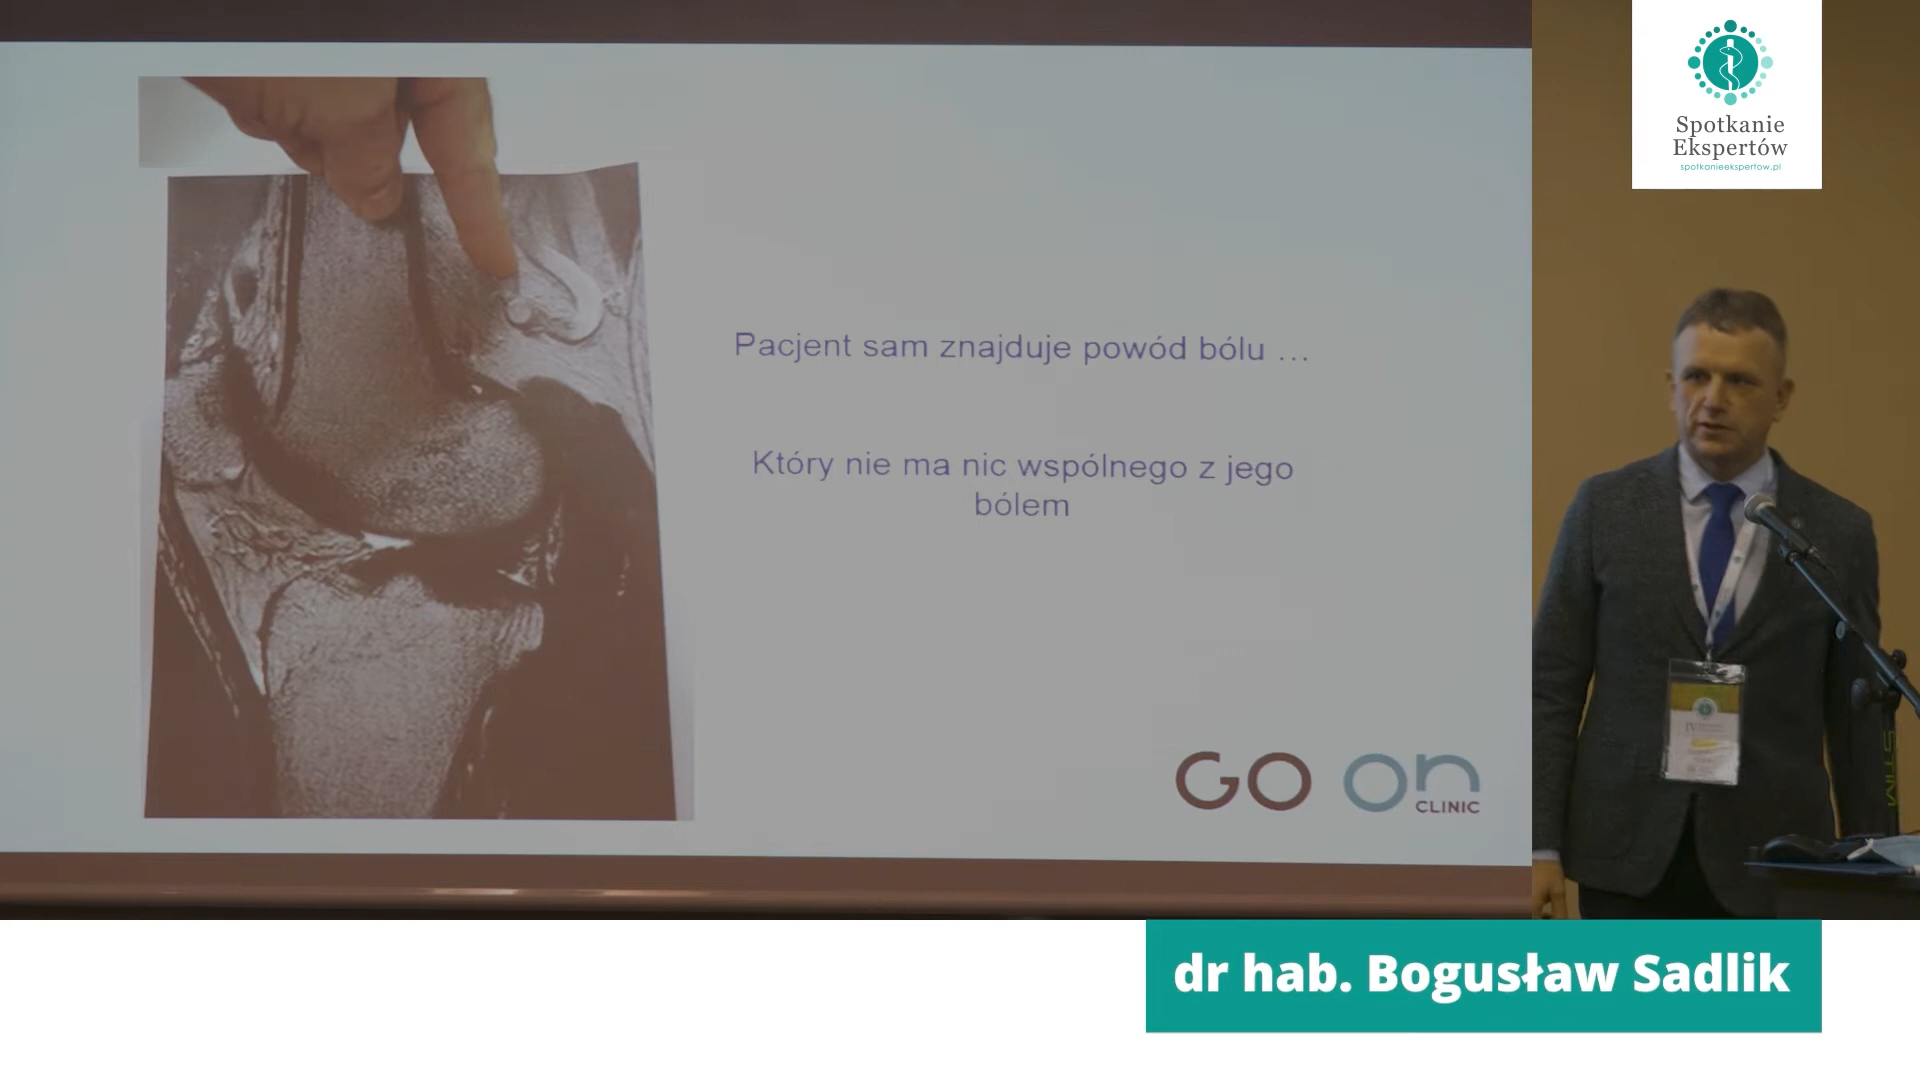 Pacjent sam znajduje powód bólu ...
Który nie ma nic wspólnego z jego
bólem
GO on
CLINIC
Spotkanie
Ekspertów
spotkanieekspertow.pl
dr hab. Bogusław Sadlik